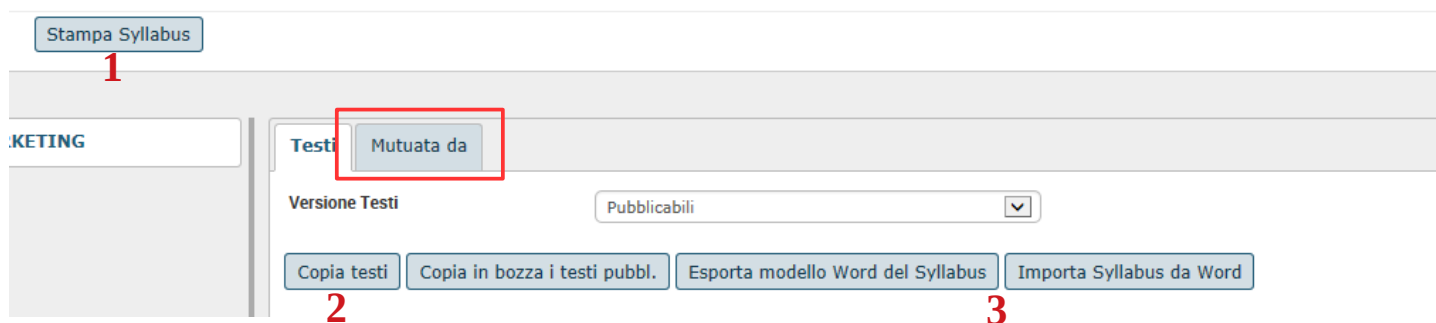 Stampa Syllabus
1
KETING
Testi Mutuata da
Versione Testi Pubblicabili
Copia testi Copia in bozza i testi pubbl. Esporta modello Word del Syllabus Importa Syllabus da Word
2 3